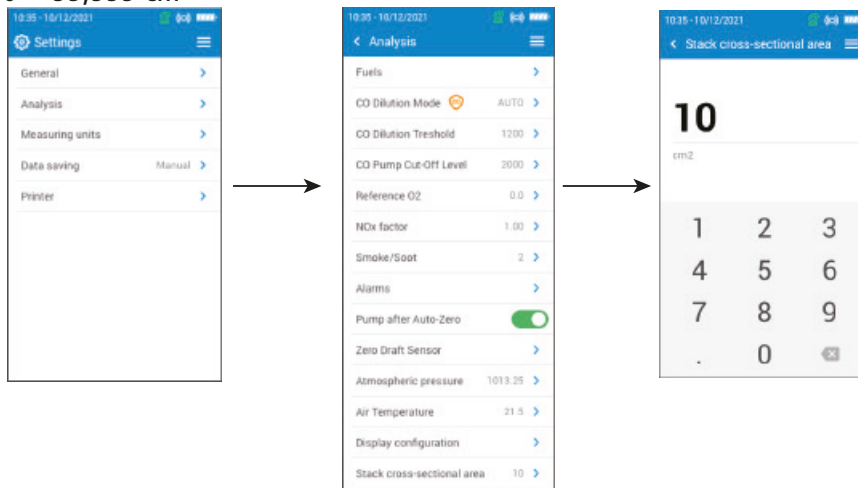 10:35 - 10/12/2021
Settings
General
Analysis
Measuring units
Data saving Manual
Printer
10:35 - 10/12/2021
Analysis
Fuels
CO Dilution Mode AUTO
CO Dilution Treshold 1200
CO Pump Cut-Off Level 2000
Reference O2 0.0
NOx factor 1.00
Smoke/Soot 2
Alarms
Pump after Auto-Zero
Zero Draft Sensor
Atmospheric pressure 1013.25
Air Temperature 21.5
Display configuration
Stack cross-sectional area 10
10:35 - 10/12/2021
Stack cross-sectional area
10
cm2
1 2 3
4 5 6
7 8 9
. 0